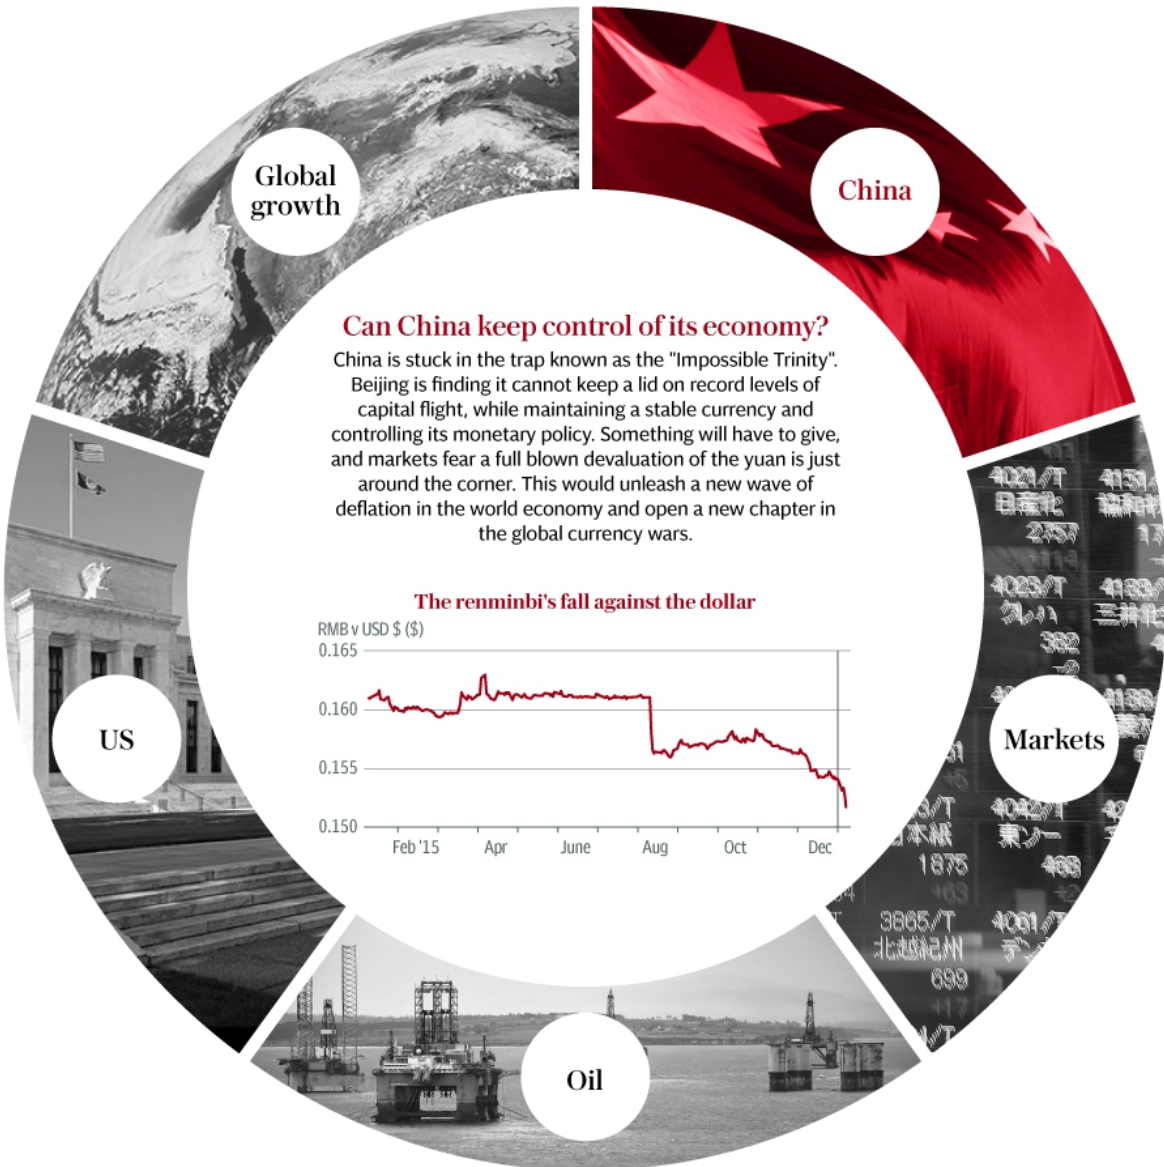 Global
growth
China
Can China keep control of its economy?
China is stuck in the trap known as the "Impossible Trinity".
Beijing is finding it cannot keep a lid on record levels of
capital flight, while maintaining a stable currency and
controlling its monetary policy. Something will have to give,
and markets fear a full blown devaluation of the yuan is just
around the corner. This would unleash a new wave of
deflation in the world economy and open a new chapter in
the global currency wars.
The renminbi's fall against the dollar
RMB v USD $ ($)
0.165
0.160
0.155
0.150
Feb '15 Apr June Aug Oct Dec
US
Markets
Oil
1875
3865/T
699